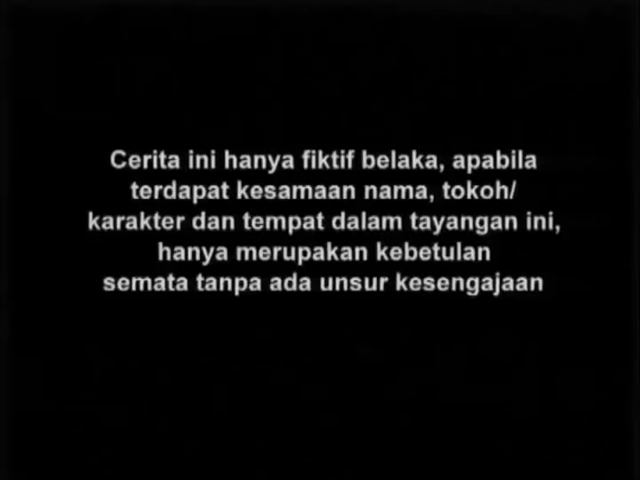 Cerita ini hanya fiktif belaka, apabila
terdapat kesamaan nama, tokoh/
karakter dan tempat dalam tayangan ini,
hanya merupakan kebetulan
semata tanpa ada unsur kesengajaan